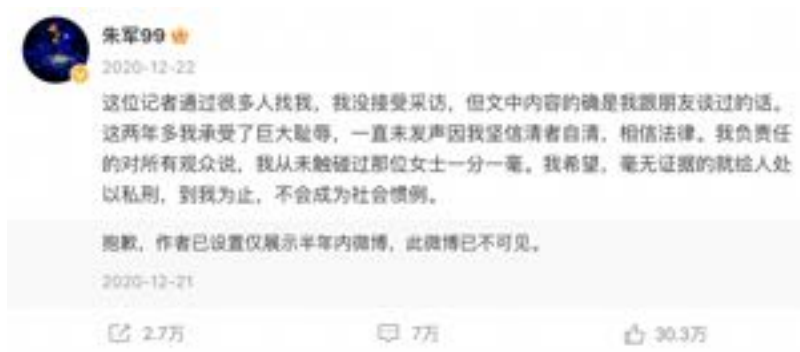 朱军99
2020-12-22
这位记者通过很多人找我，我没接受采访，但文中内容的确是我跟朋友谈过的话。
这两年多我承受了巨大耻辱，一直未发声因我坚信清者自清，相信法律。我负责任
的对所有观众说，我从未触碰过那位女士一分一毫。我希望，毫无证据的就给人处
以私刑，到我为止，不会成为社会惯例。
抱歉，作者已设置仅展示半年内微博，此微博已不可见。
2020-12-21
2.7万
7万
30.3万